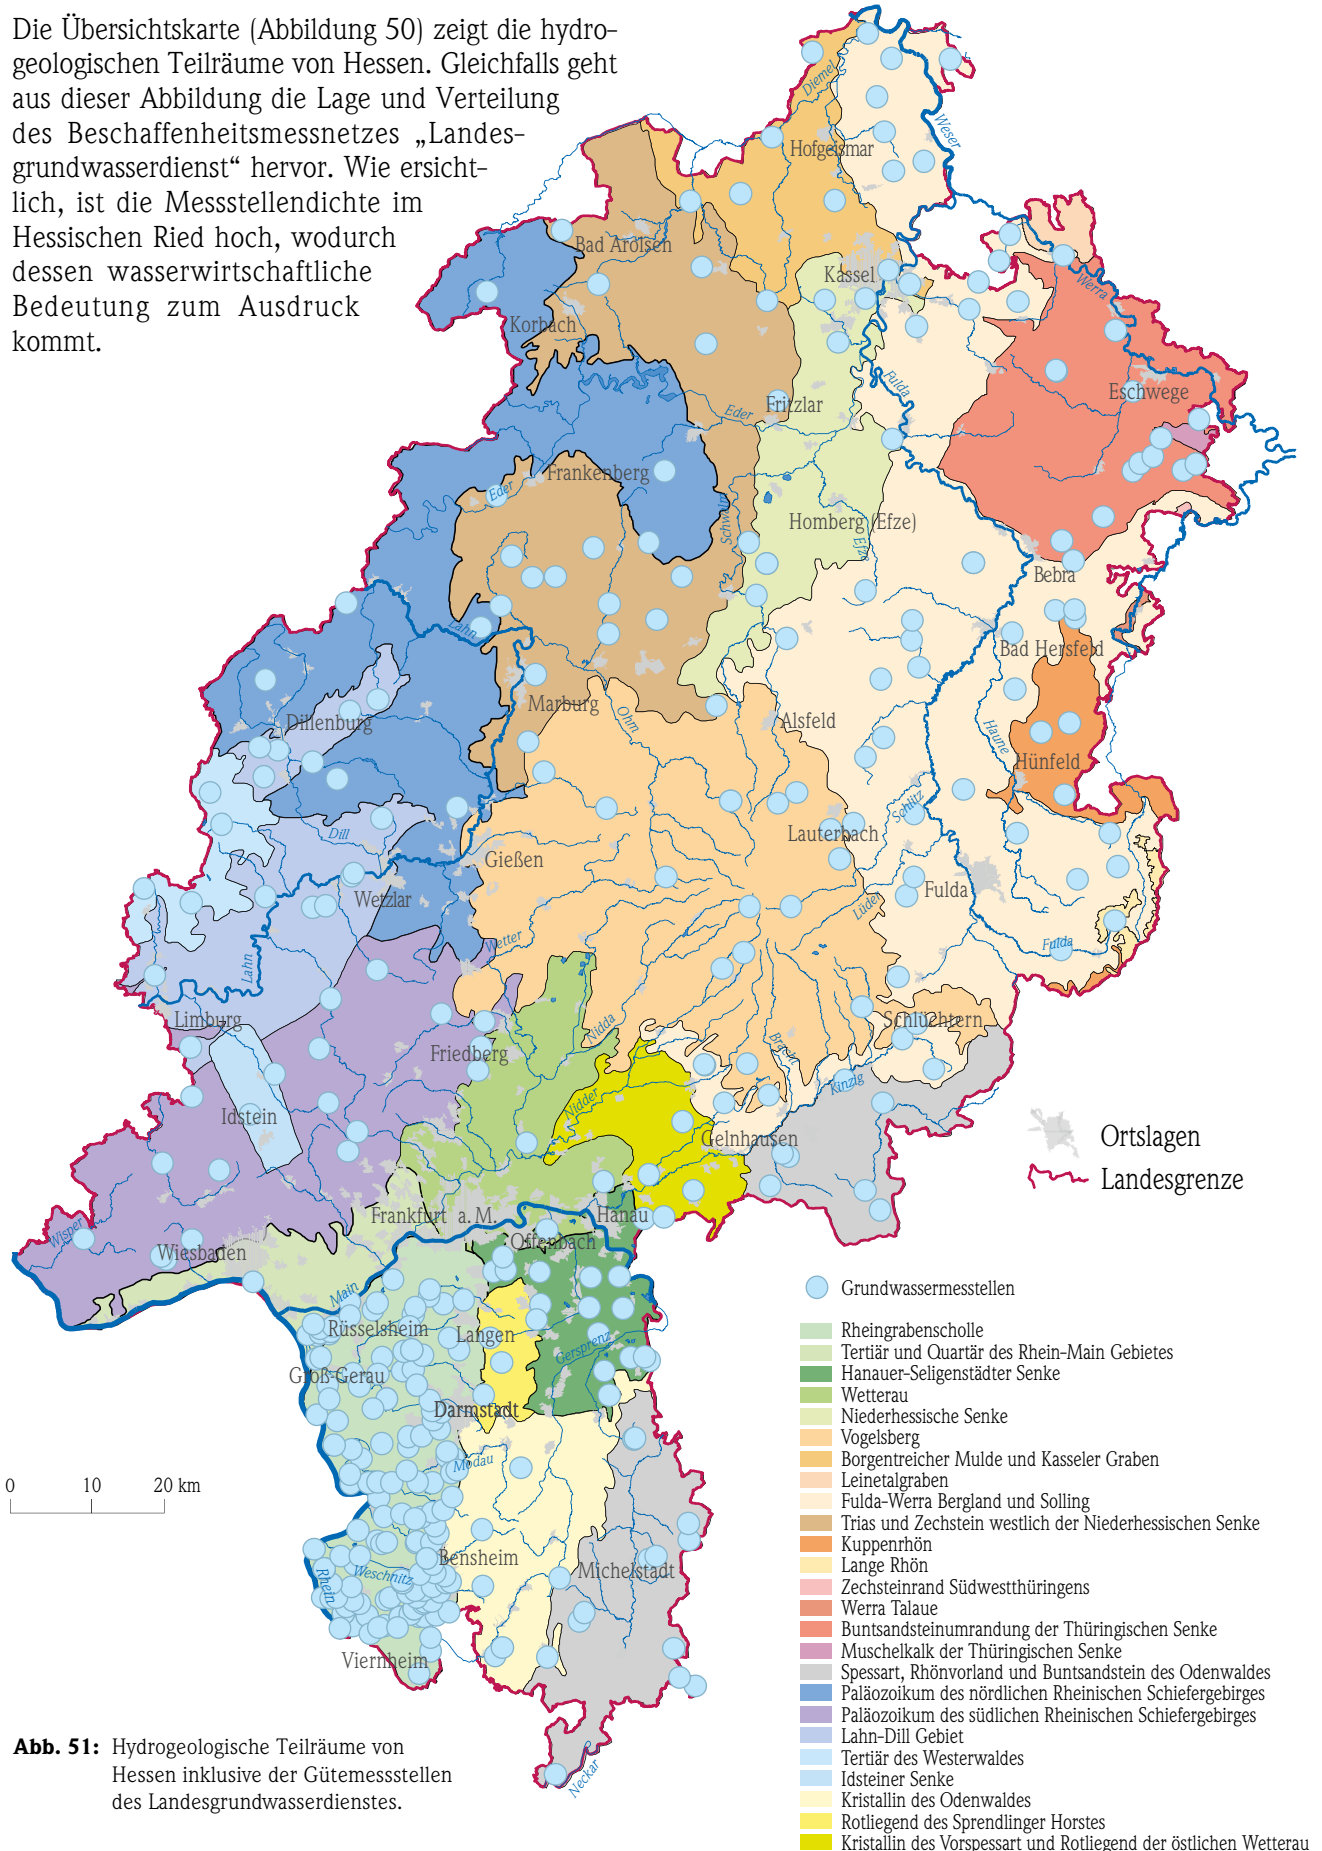 Die Übersichtskarte (Abbildung 50) zeigt die hydro-
geologischen Teilräume von Hessen. Gleichfalls geht
aus dieser Abbildung die Lage und Verteilung
des Beschaffenheitsmessnetzes „Landes-
grundwasserdienst“ hervor. Wie ersicht-
lich, ist die Messstellendichte im
Hessischen Ried hoch, wodurch
dessen wasserwirtschaftliche
Bedeutung zum Ausdruck
kommt.
Diemel
Weser
Hofgeismar
Bad Arolsen
Kassel
Werra
Korbach
Fulda
Eschwege
Eder
Fritzlar
Frankenberg
Eder
Schwalm
Homberg (Efze)
Efze
Bebra
Lahn
Bad Hersfeld
Marburg
Ohm
Dillenburg
Alsfeld
Haune
Hünfeld
Schlitz
Dill
Lauterbach
Gießen
Wetzlar
Fulda
Lüder
Wetter
Fulda
Lahn
Limburg
Schlüchtern
Nidda
Friedberg
Bracht
Kinzig
Nidder
Idstein
Gelnhausen
Ortslagen
Landesgrenze
Frankfurt a. M.
Hanau
Wisper
Wiesbaden
Offenbach
Main
Rüsselsheim
Langen
Gersprenz
Groß-Gerau
Darmstadt
Modau
0 10 20 km
Bensheim
Michelstadt
Weschnitz
Rhein
Viernheim
Neckar
Grundwassermesstellen
Rheingrabenscholle
Tertiär und Quartär des Rhein-Main Gebietes
Hanauer-Seligenstädter Senke
Wetterau
Niederhessische Senke
Vogelsberg
Borgentreicher Mulde und Kasseler Graben
Leinetalgraben
Fulda-Werra Bergland und Solling
Trias und Zechstein westlich der Niederhessischen Senke
Kuppenrhön
Lange Rhön
Zechsteinrand Südwestthüringens
Werra Talaue
Buntsandsteinumrandung der Thüringischen Senke
Muschelkalk der Thüringischen Senke
Spessart, Rhönvorland und Buntsandstein des Odenwaldes
Paläozoikum des nördlichen Rheinischen Schiefergebirges
Paläozoikum des südlichen Rheinischen Schiefergebirges
Lahn-Dill Gebiet
Tertiär des Westerwaldes
Idsteiner Senke
Kristallin des Odenwaldes
Rotliegend des Sprendlinger Horstes
Kristallin des Vorspessart und Rotliegend der östlichen Wetterau
Abb. 51: Hydrogeologische Teilräume von
Hessen inklusive der Gütemessstellen
des Landesgrundwasserdienstes.